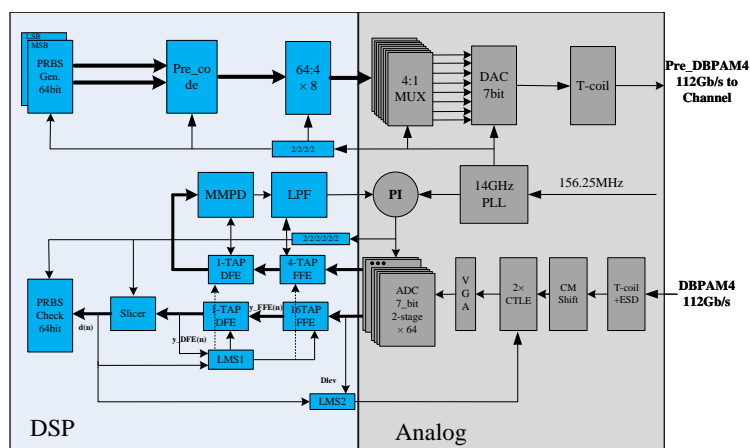 LSB
MSB
PRBS
Gen.
64bit
Pre_co
de
64:4
× 8
4:1
MUX
DAC
7bit
T-coil
Pre_DBPAM4
112Gb/s to
Channel
2/2/2/2
MMPD
LPF
PI
14GHz
PLL
156.25MHz
2/2/2/2/2/2
1-TAP
DFE
4-TAP
FFE
PRBS
Check
64bit
d(n)
Slicer
y_DFE(n)
1-TAP
DFE
y_FFE(n)
16TAP
FFE
ADC
7_bit
2-stage
× 64
V
G
A
2×
CTLE
CM
Shift
T-coil
+ESD
DBPAM4
112Gb/s
LMS1
Dlev
LMS2
DSP
Analog